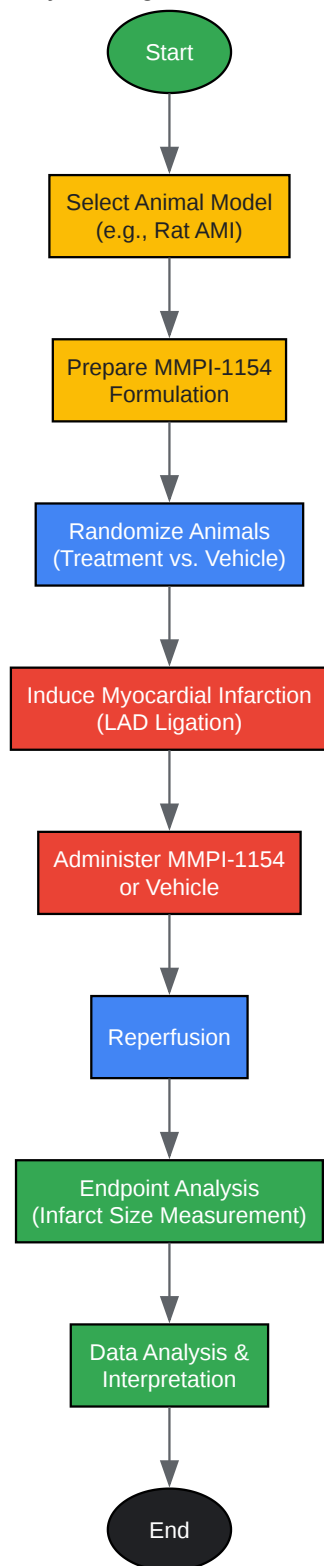 Start
Select Animal Model
(e.g., Rat AMI)
Prepare MMPI-1154
Formulation
Randomize Animals
(Treatment vs. Vehicle)
Induce Myocardial Infarction
(LAD Ligation)
Administer MMPI-1154
or Vehicle
Reperfusion
Endpoint Analysis
(Infarct Size Measurement)
Data Analysis &
Interpretation
End